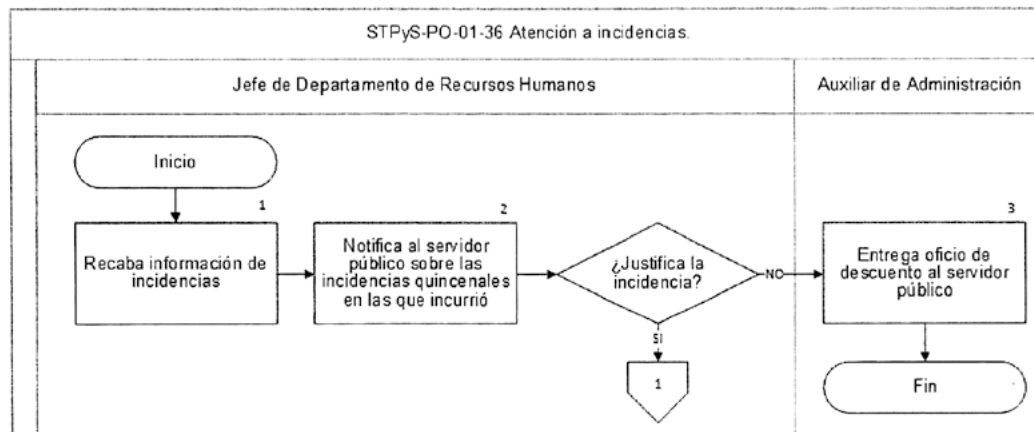 STPyS-PO-01-36 Atención a incidencias.
Jefe de Departamento de Recursos Humanos
Auxiliar de Administración
Inicio
1
Recaba información de
incidencias
2
Notifica al servidor
público sobre las
incidencias quincenales
en las que incurrió
¿Justifica la
incidencia?
NO
SI
1
3
Entrega oficio de
descuento al servidor
público
Fin